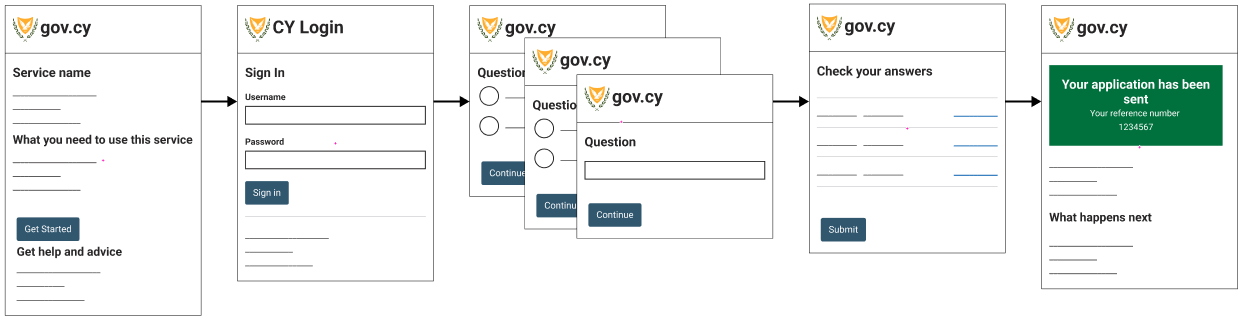 gov.cy
Service name
What you need to use this service
Get Started
Get help and advice
CY Login
Sign In
Username
Password
Sign in
gov.cy
Question
Continue
gov.cy
Questio
Continu
gov.cy
Question
Continue
gov.cy
Check your answers
Submit
gov.cy
Your application has been
sent
Your reference number
1234567
What happens next